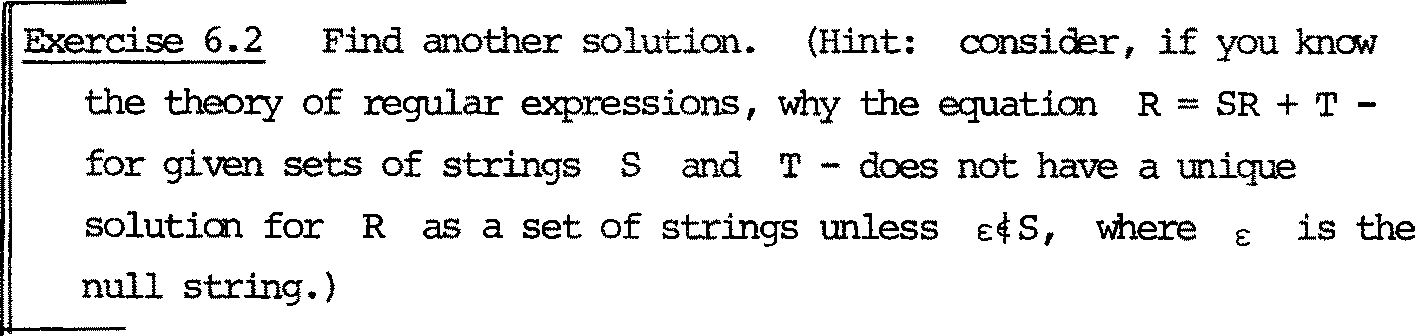 Exercise 6.2 Find another solution. (Hint: consider, if you know
the theory of regular expressions, why the equation R = SR + T -
for given sets of strings S and T - does not have a unique
solution for R as a set of strings unless ε∉S, where ε is the
null string.)